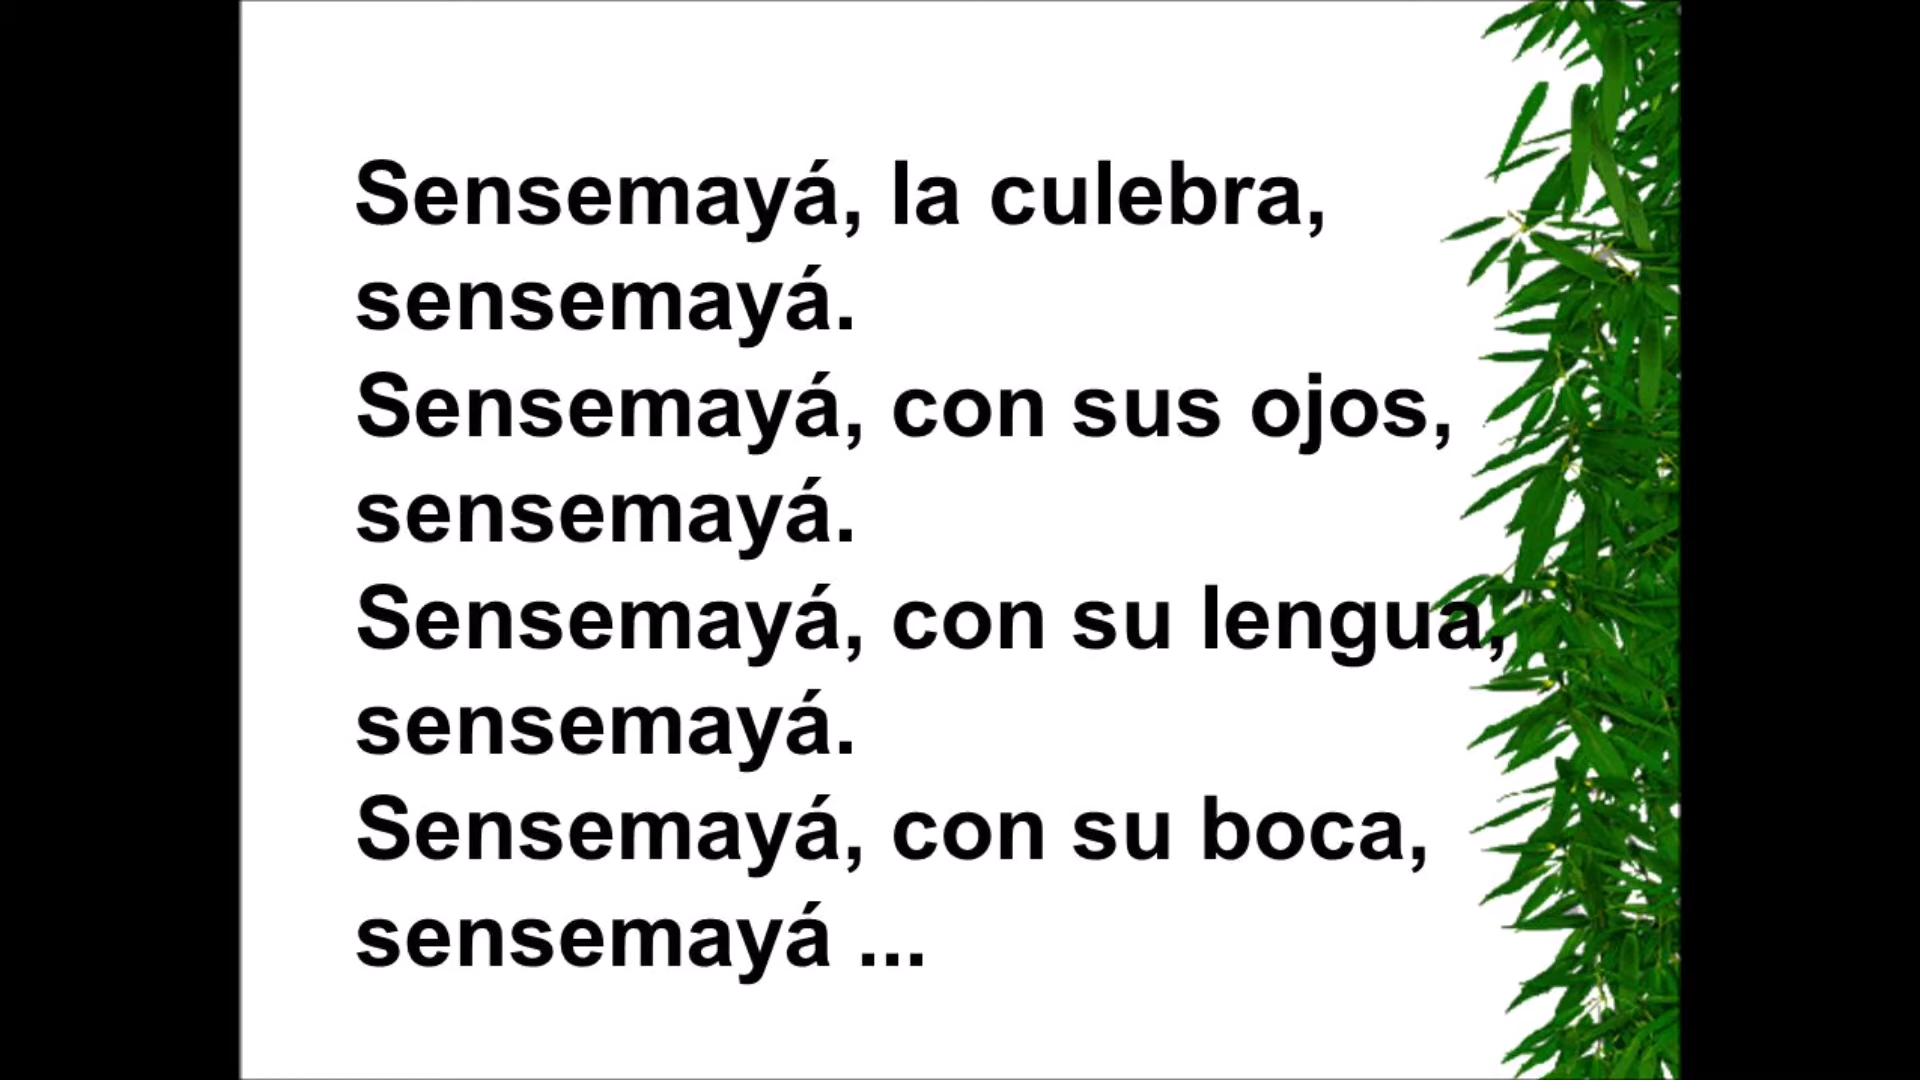 Sensemayá, la culebra,
sensemayá.
Sensemayá, con sus ojos,
sensemayá.
Sensemayá, con su lengua,
sensemayá.
Sensemayá, con su boca,
sensemayá ...